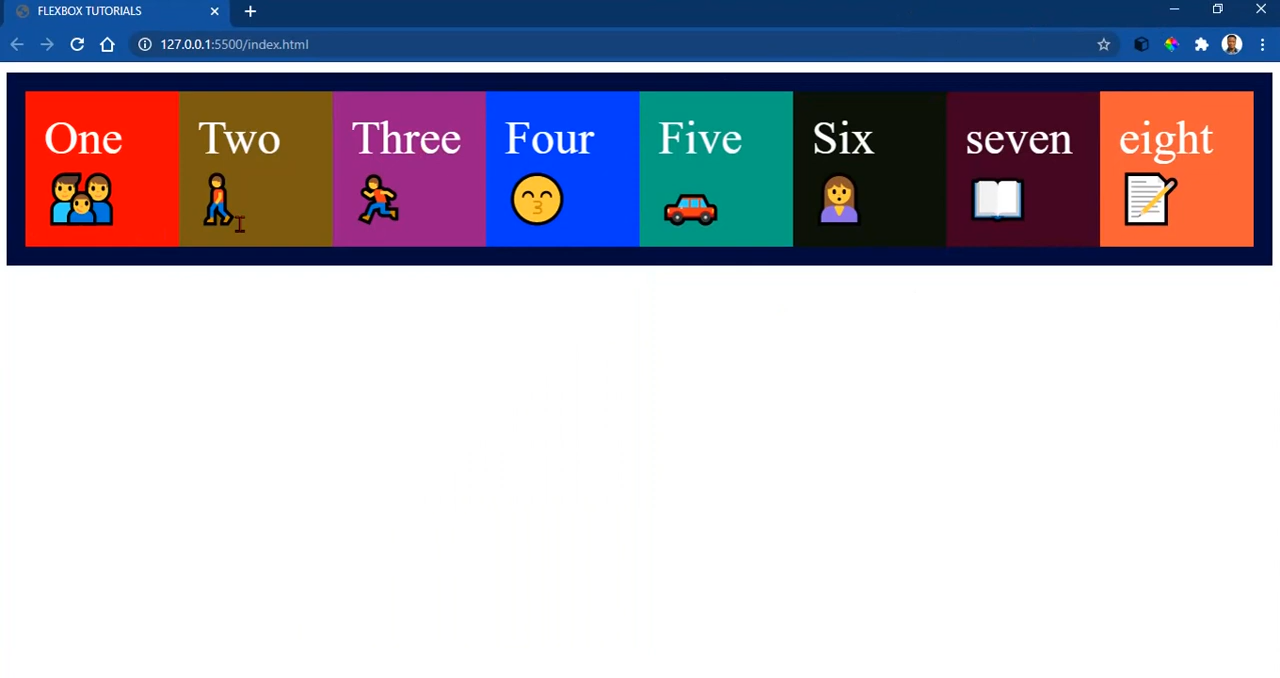 FLEXBOX TUTORIALS
127.0.0.1:5500/index.html
One Two Three Four Five Six seven eight